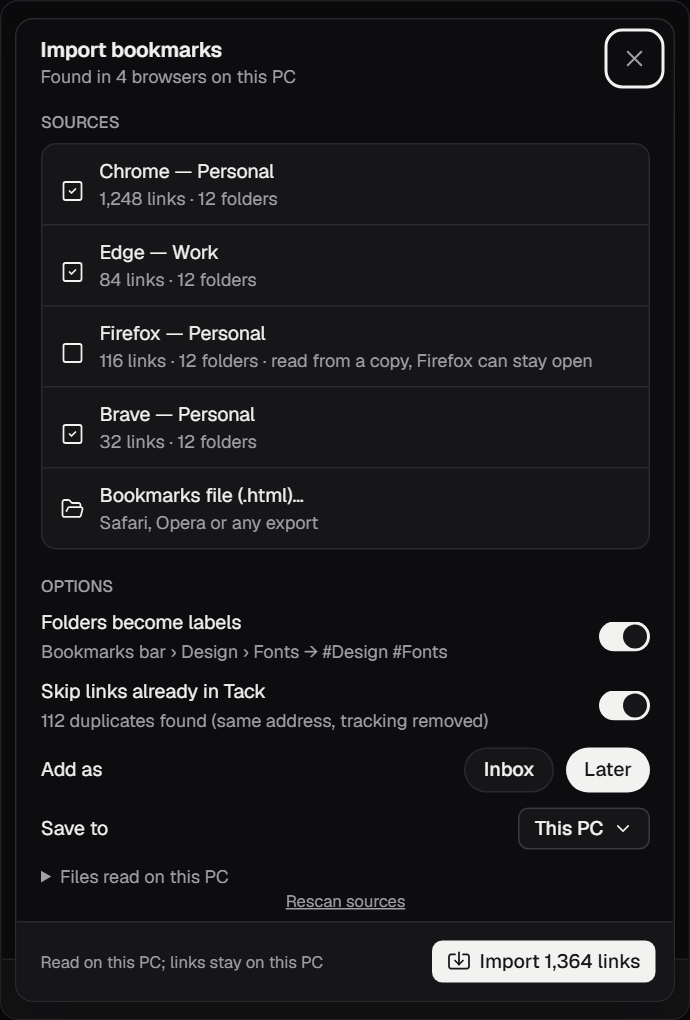 Import bookmarks
Found in 4 browsers on this PC
SOURCES
Chrome — Personal
1,248 links · 12 folders
Edge — Work
84 links · 12 folders
Firefox — Personal
116 links · 12 folders · read from a copy, Firefox can stay open
Brave — Personal
32 links · 12 folders
Bookmarks file (.html)...
Safari, Opera or any export
OPTIONS
Folders become labels
Bookmarks bar › Design › Fonts → #Design #Fonts
Skip links already in Tack
112 duplicates found (same address, tracking removed)
Add as Inbox Later
Save to This PC
Files read on this PC
Rescan sources
Read on this PC; links stay on this PC Import 1,364 links